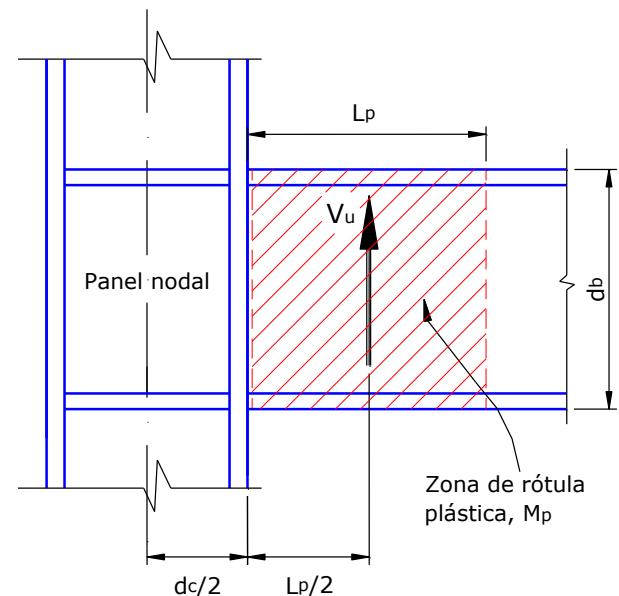 Lp
Vu
Panel nodal
db
Zona de rótula
plástica, Mp
dc/2
Lp/2